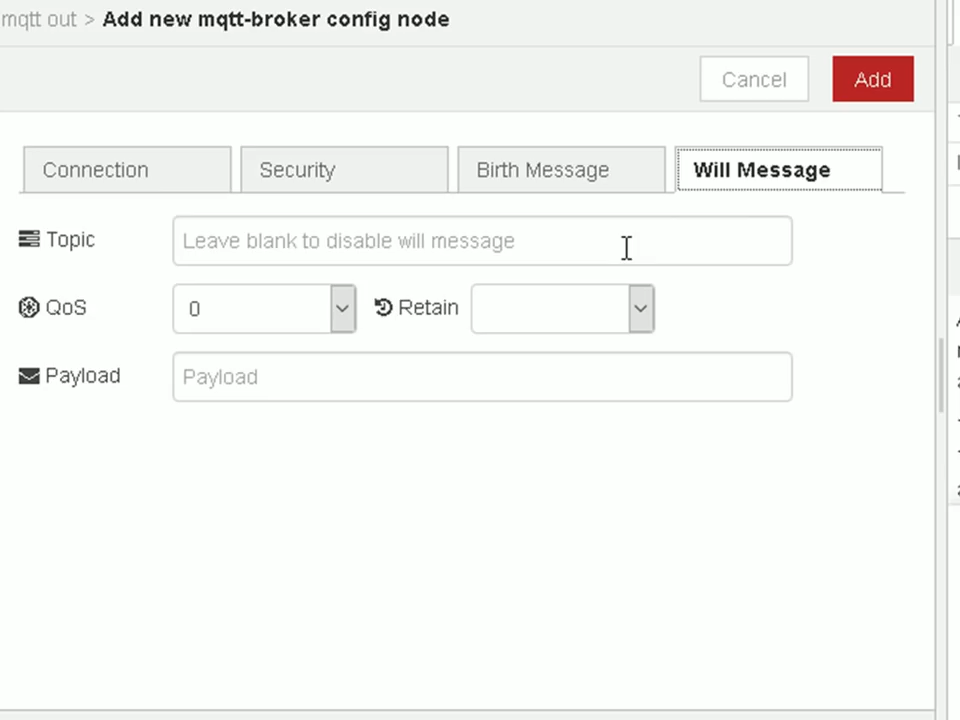 mqtt out > Add new mqtt-broker config node
Cancel Add
Connection Security Birth Message Will Message
Topic Leave blank to disable will message
QoS 0 Retain
Payload Payload